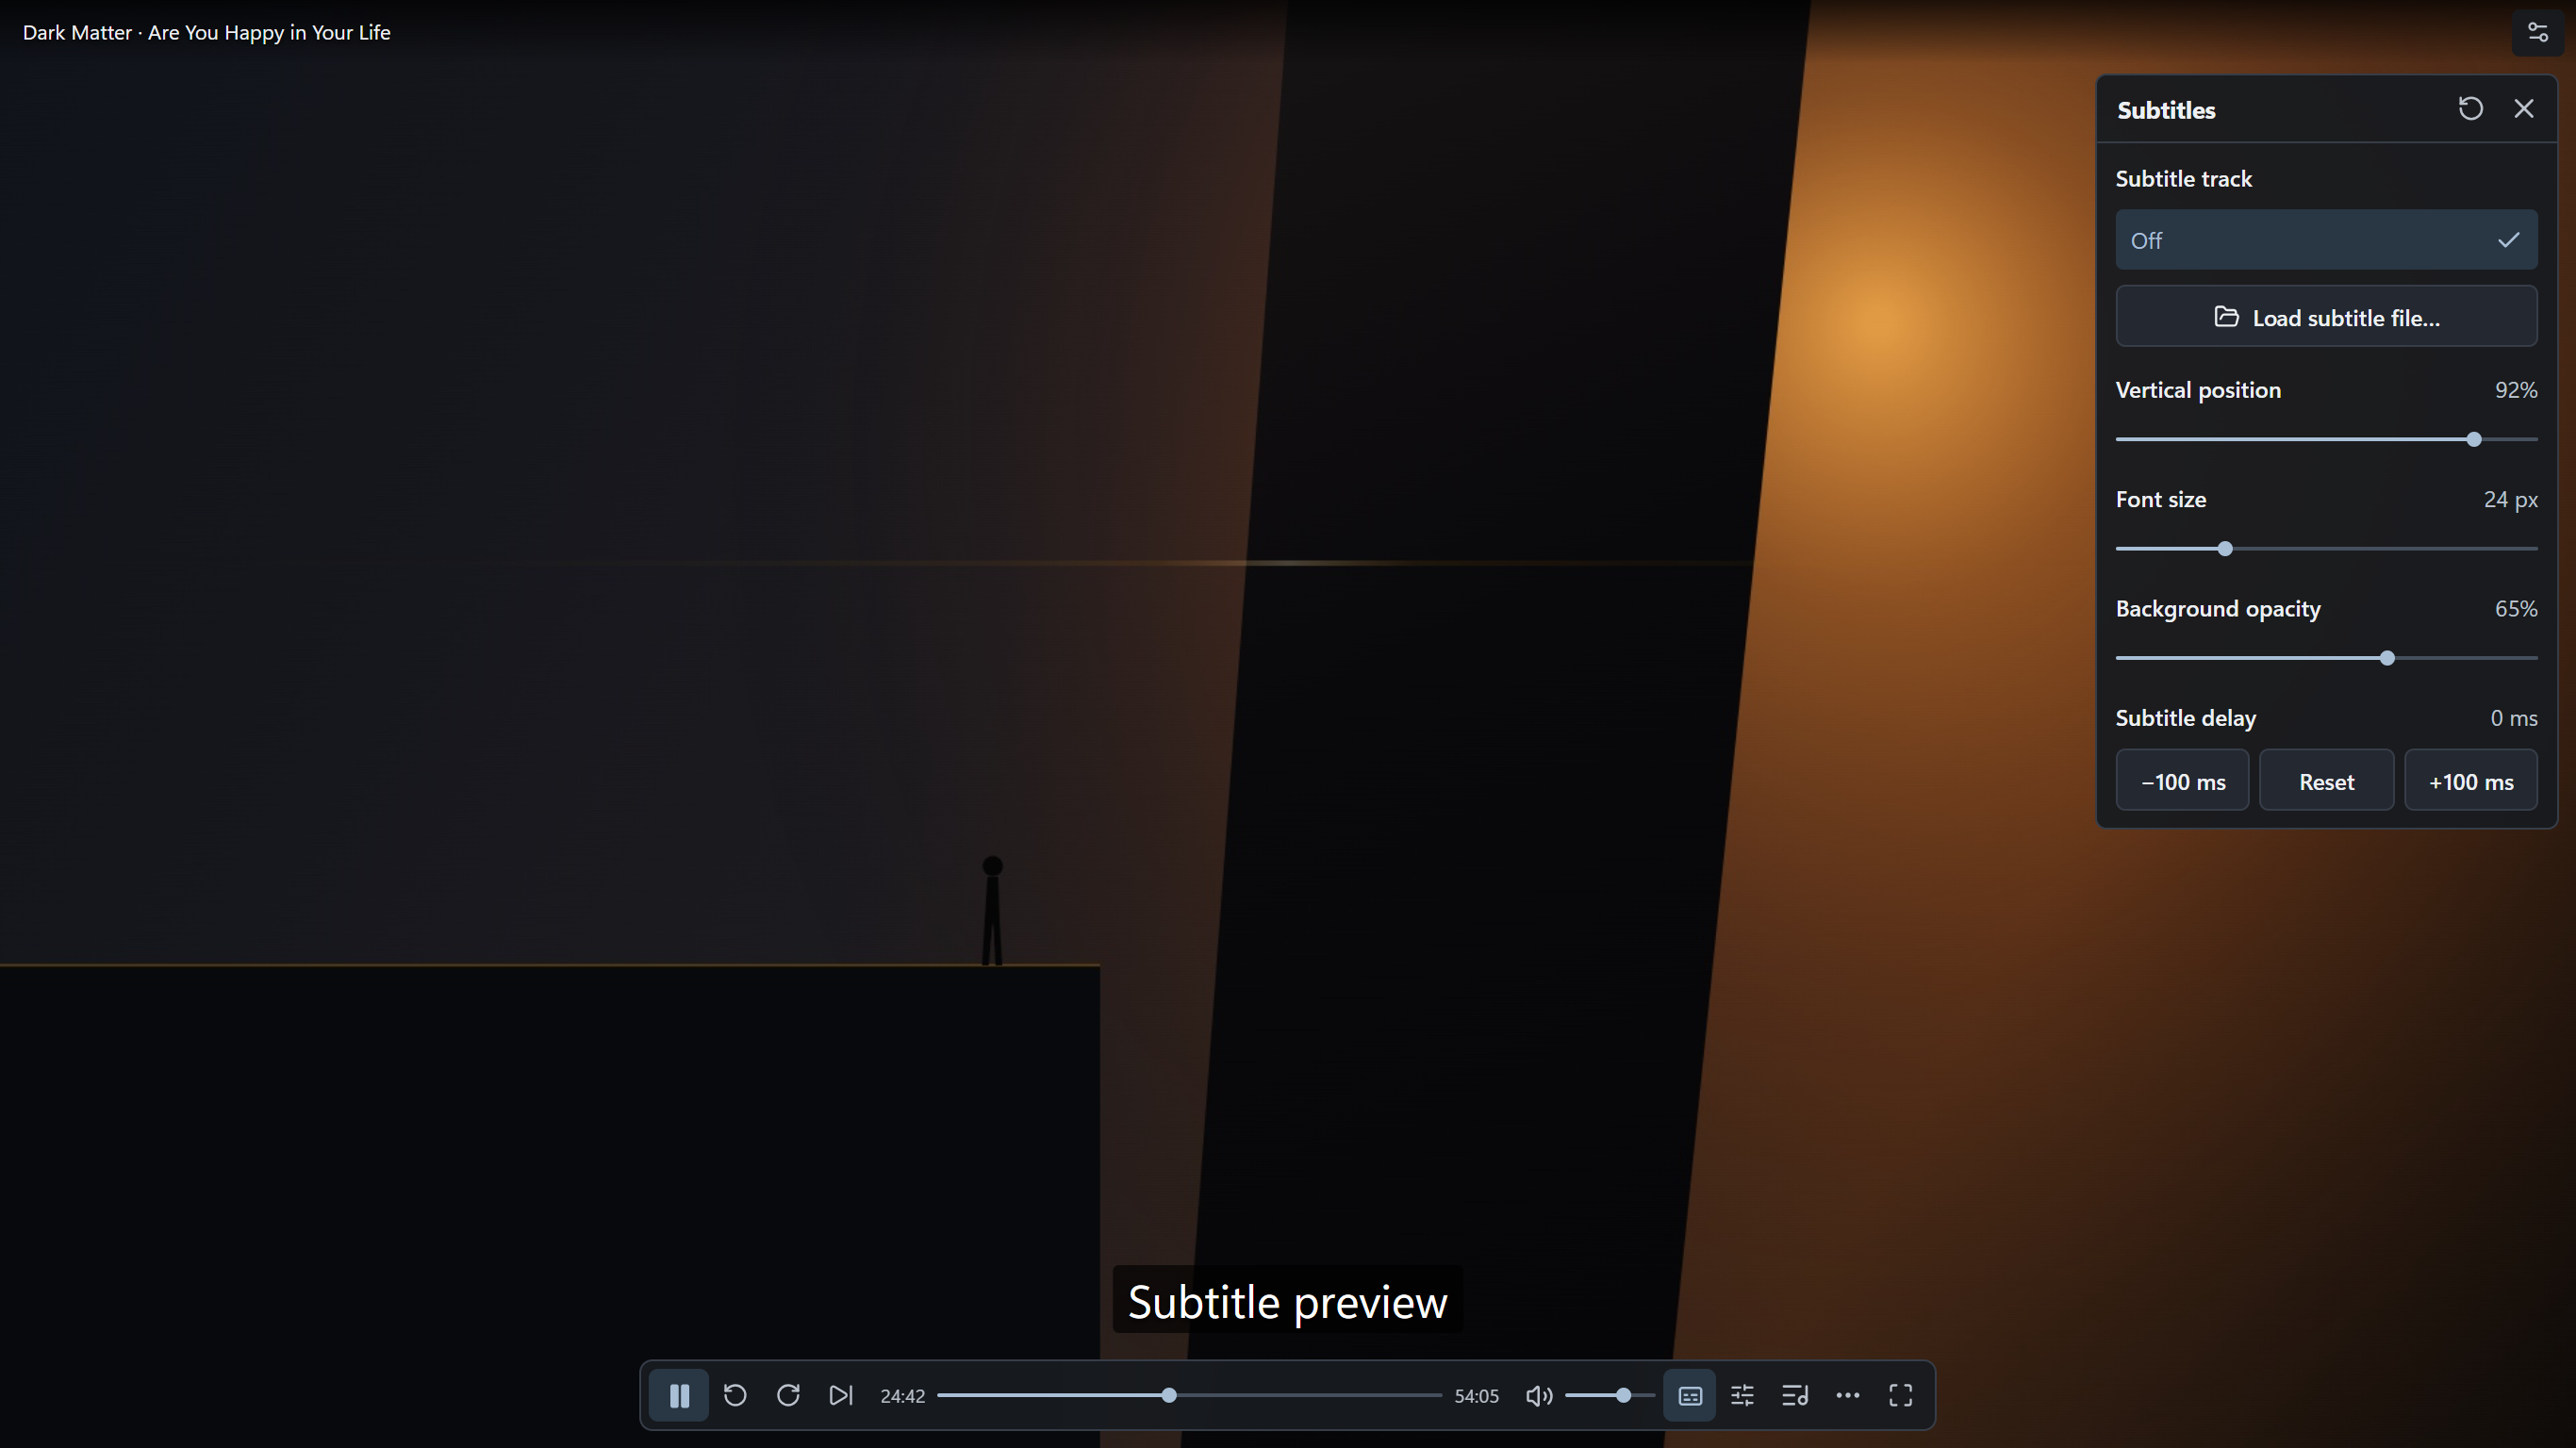 Dark Matter · Are You Happy in Your Life
Subtitles
Subtitle track
Off
Load subtitle file...
Vertical position 92%
Font size 24 px
Background opacity 65%
Subtitle delay 0 ms
−100 ms Reset +100 ms
Subtitle preview
24:42 54:05